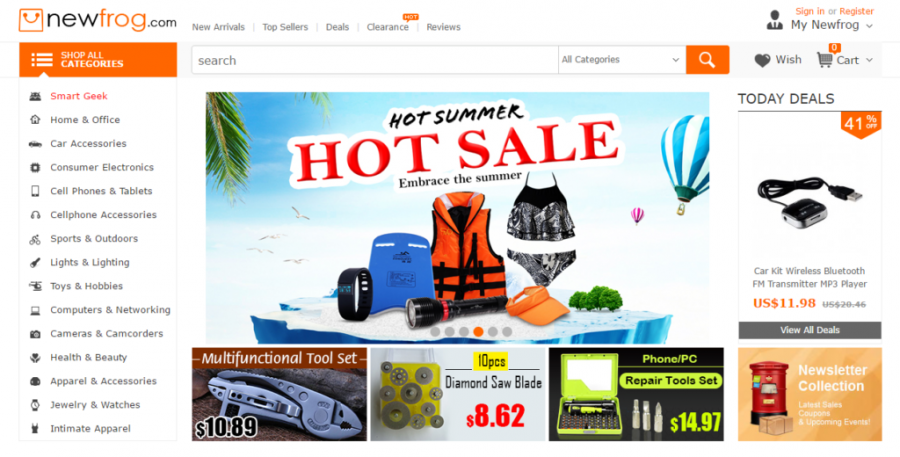 newfrog.com
New Arrivals
Top Sellers
Deals
Clearance
HOT
Reviews
Sign in or Register
My Newfrog
SHOP ALL
CATEGORIES
search
All Categories
Wish
0
Cart
Smart Geek
Home & Office
Car Accessories
Consumer Electronics
Cell Phones & Tablets
Cellphone Accessories
Sports & Outdoors
Lights & Lighting
Toys & Hobbies
Computers & Networking
Cameras & Camcorders
Health & Beauty
Apparel & Accessories
Jewelry & Watches
Intimate Apparel
HOT SUMMER
HOT SALE
Embrace the summer
TODAY DEALS
41 % OFF
Car Kit Wireless Bluetooth
FM Transmitter MP3 Player
US$11.98 US$20.46
View All Deals
Multifunctional Tool Set
$10.89
10pcs
Diamond Saw Blade
$8.62
Phone/PC
Repair Tools Set
$14.97
Newsletter
Collection
Latest Sales
Coupons
& Upcoming Events!